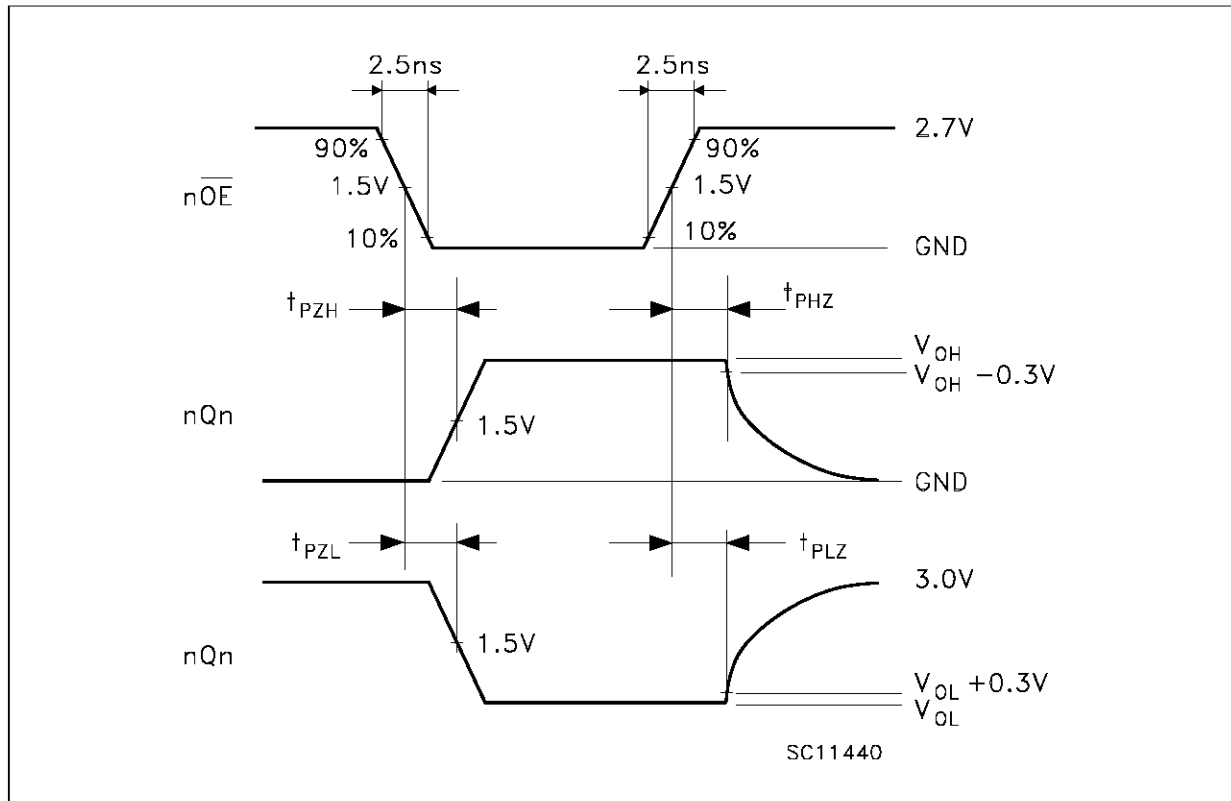 2.5ns 2.5ns
2.7V
90% 90%
nOE 1.5V 1.5V
10% 10% GND
tPZH tPHZ
VOH
VOH −0.3V
nQn 1.5V
GND
tPZL tPLZ
3.0V
nQn 1.5V
VOL +0.3V
VOL
SC11440